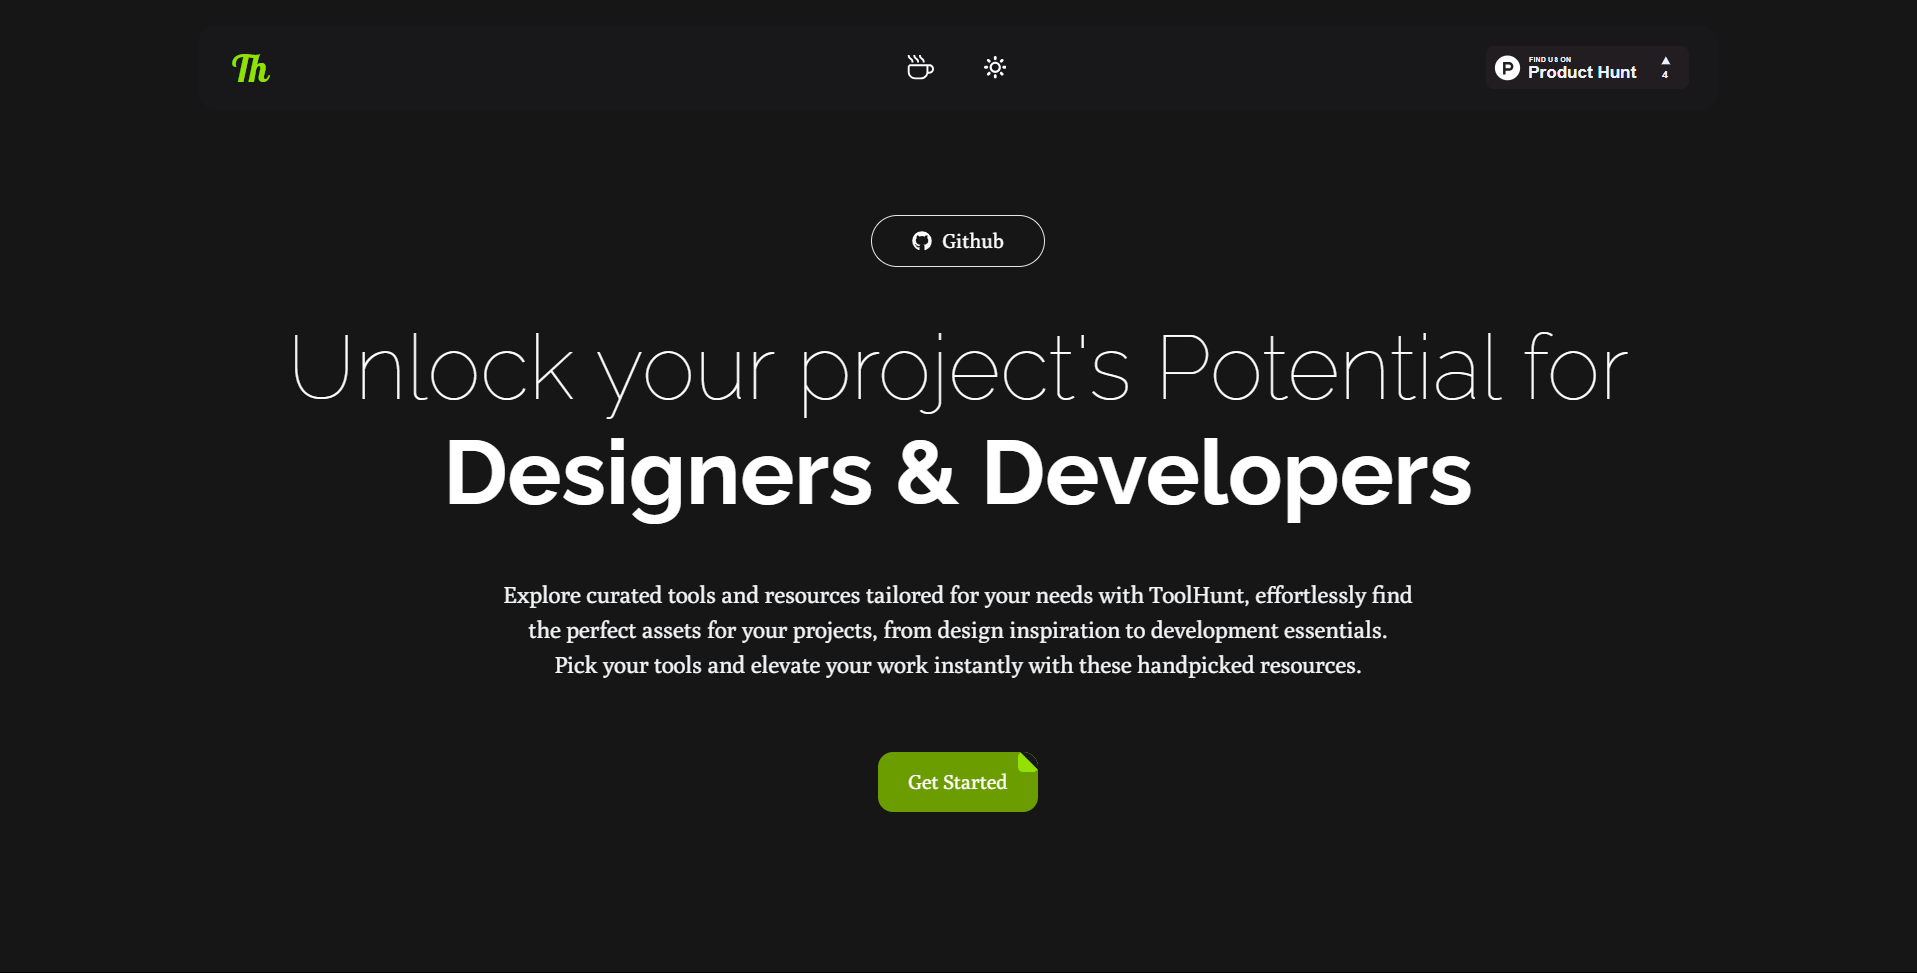 Th
FIND US ON
Product Hunt
4
Github
Unlock your project's Potential for
Designers & Developers
Explore curated tools and resources tailored for your needs with ToolHunt, effortlessly find
the perfect assets for your projects, from design inspiration to development essentials.
Pick your tools and elevate your work instantly with these handpicked resources.
Get Started